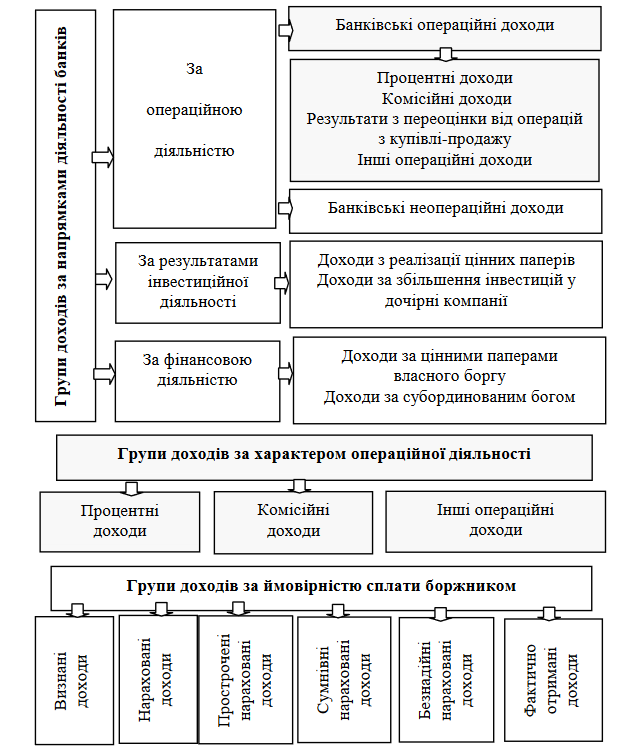 Групи доходів за напрямками діяльності банків
За
операційною
діяльністю
Банківські операційні доходи
Процентні доходи
Комісійні доходи
Результати з переоцінки від операцій
з купівлі-продажу
Інші операційні доходи
Банківські неопераційні доходи
За результатами
інвестиційної
діяльності
Доходи з реалізації цінних паперів
Доходи за збільшення інвестицій у
дочірні компанії
За фінансовою
діяльністю
Доходи за цінними паперами
власного боргу
Доходи за субординованим богом
Групи доходів за характером операційної діяльності
Процентні
доходи
Комісійні
доходи
Інші операційні
доходи
Групи доходів за ймовірністю сплати боржником
Визнані
доходи
Нараховані
доходи
Прострочені
нараховані
доходи
Сумнівні
нараховані
доходи
Безнадійні
нараховані
доходи
Фактично
отримані
доходи